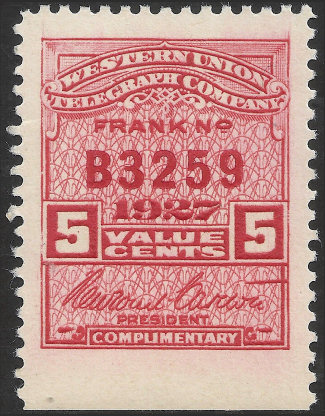 WESTERN UNION
TELEGRAPH COMPANY
FRANK No
B3259
1927
5 VALUE 5
CENTS
PRESIDENT
COMPLIMENTARY